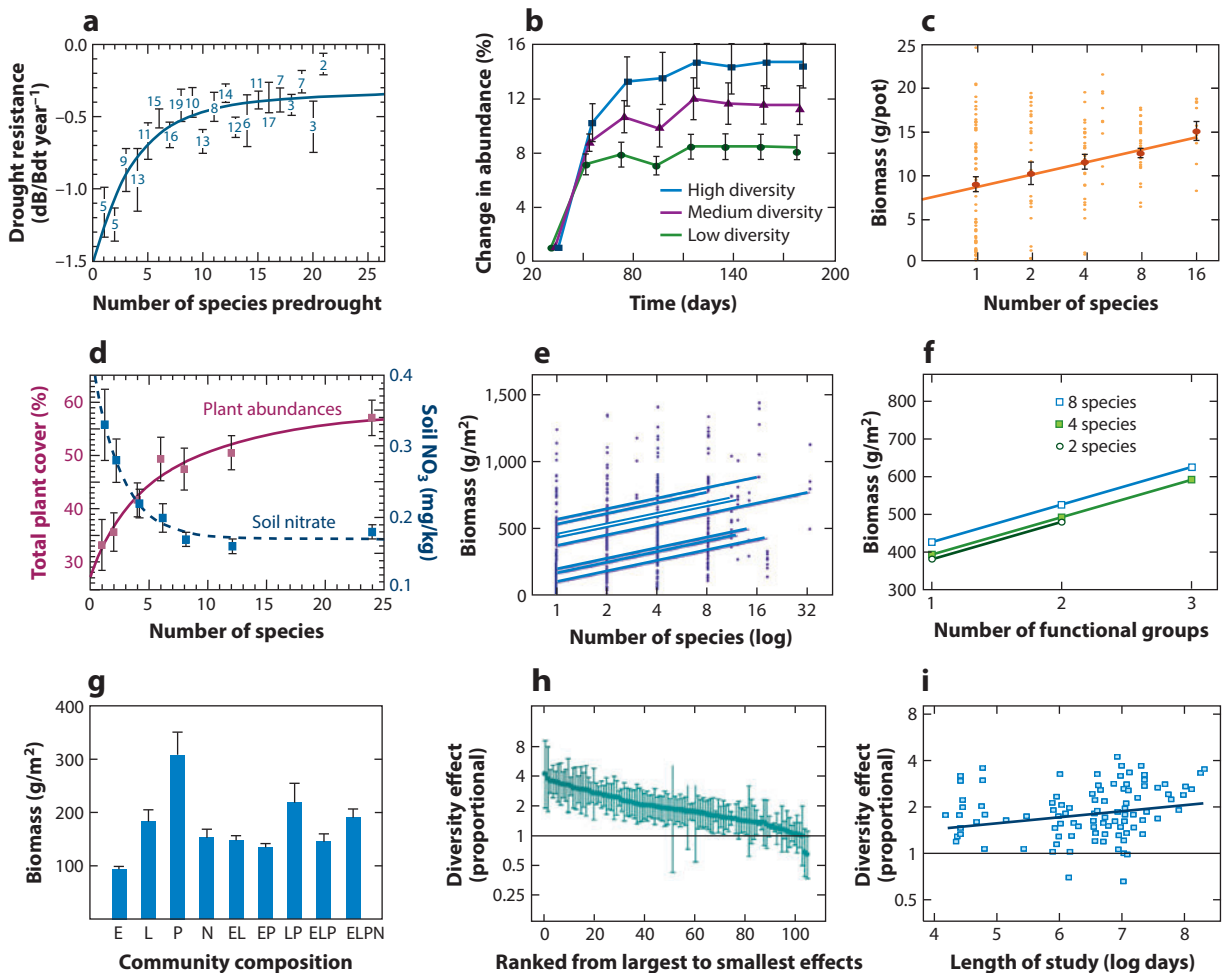 a
Drought resistance
(dB/Bdt year⁻¹)
0.0
–0.5
–1.0
–1.5
5
5
9
13
11
15
16
19
10
13
8
14
12
6
11
17
7
3
7
3
2
0
5
10
15
20
25
Number of species predrought
b
Change in abundance (%)
16
12
8
4
0
High diversity
Medium diversity
Low diversity
20
80
140
200
Time (days)
c
Biomass (g/pot)
25
20
15
10
5
0
1
2
4
8
16
Number of species
d
Total plant cover (%)
60
50
40
30
Plant abundances
Soil nitrate
0.4
0.3
0.2
0.1
Soil NO₃ (mg/kg)
0
5
10
15
20
25
Number of species
e
Biomass (g/m²)
1,500
1,000
500
0
1
2
4
8
16
32
Number of species (log)
f
Biomass (g/m²)
800
700
600
500
400
300
8 species
4 species
2 species
1
2
3
Number of functional groups
g
Biomass (g/m²)
400
300
200
100
E L P N EL EP LP ELP ELPN
Community composition
h
Diversity effect
(proportional)
8
4
2
1
0.5
0.25
0
20
40
60
80
100
Ranked from largest to smallest effects
i
Diversity effect
(proportional)
8
4
2
1
0.5
4
5
6
7
8
Length of study (log days)